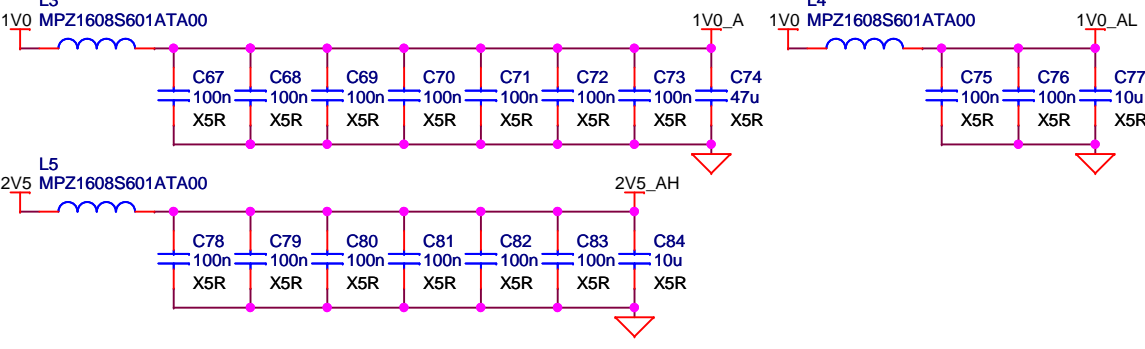 L3
1V0 MPZ1608S601ATA00
1V0_A
L4
1V0 MPZ1608S601ATA00
1V0_AL
C67 C68 C69 C70 C71 C72 C73 C74
100n 100n 100n 100n 100n 100n 100n 47u
X5R X5R X5R X5R X5R X5R X5R X5R
C75 C76 C77
100n 100n 10u
X5R X5R X5R
L5
2V5 MPZ1608S601ATA00
2V5_AH
C78 C79 C80 C81 C82 C83 C84
100n 100n 100n 100n 100n 100n 10u
X5R X5R X5R X5R X5R X5R X5R